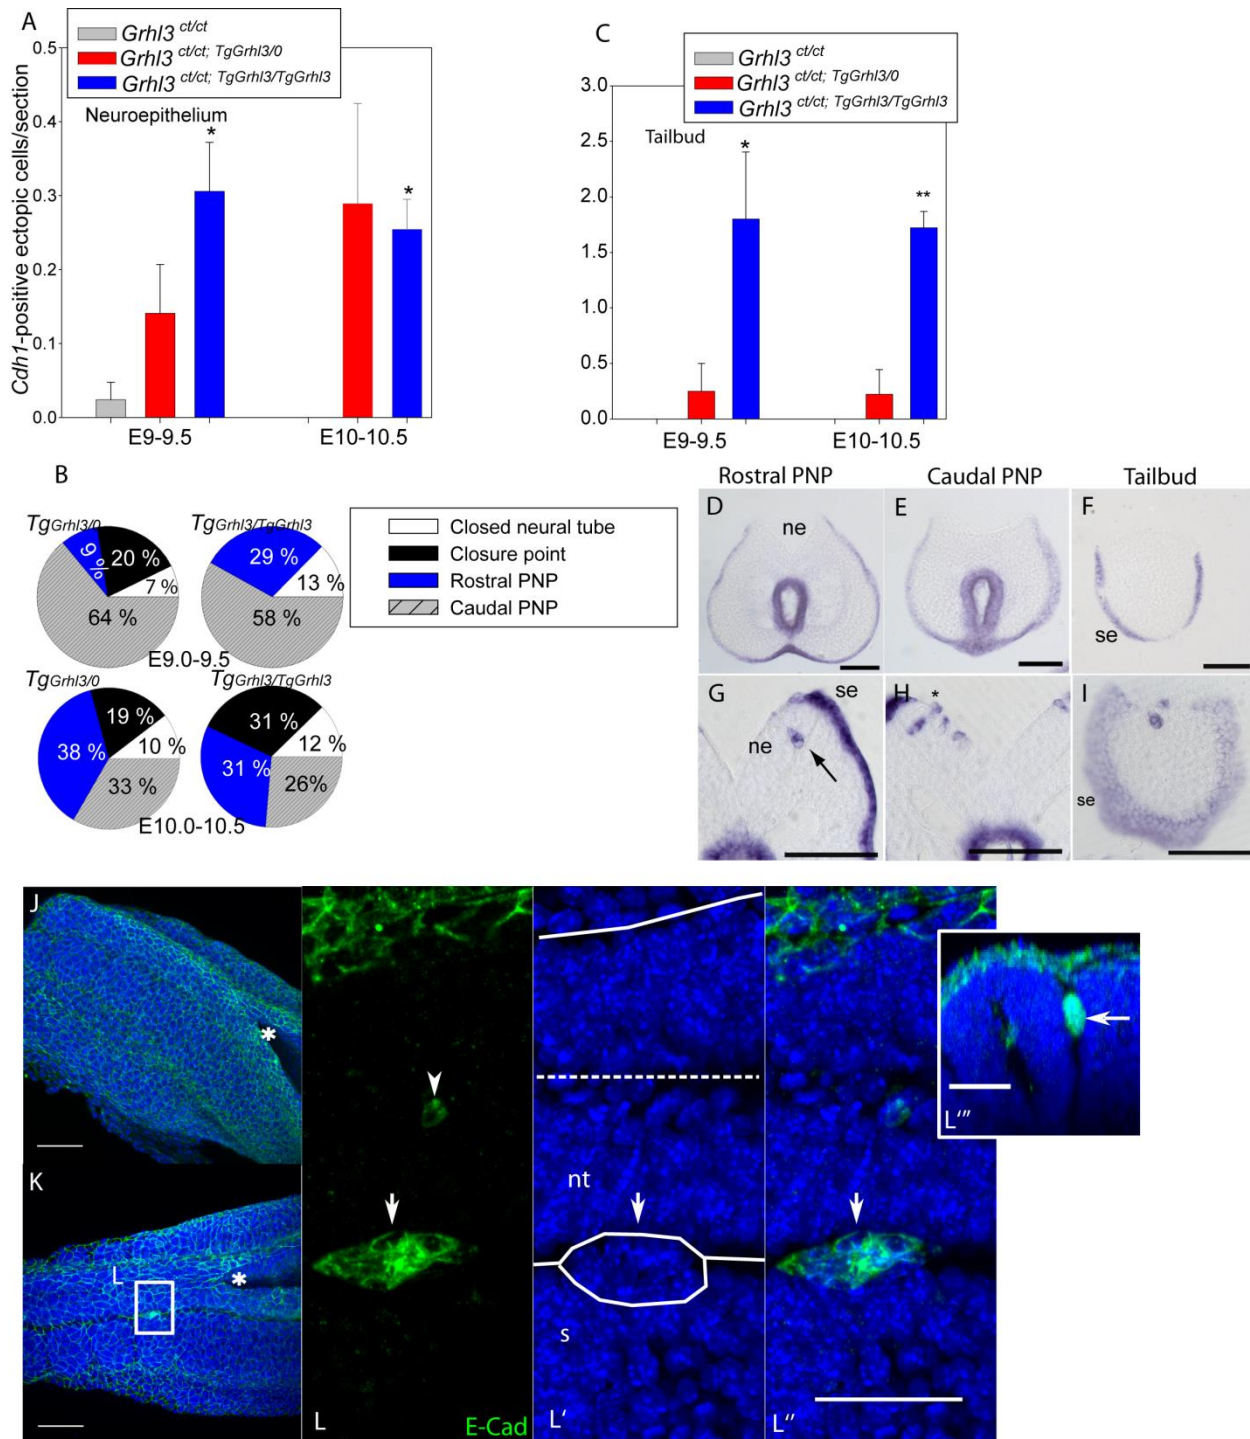 A
Grhl3 ct/ct
Grhl3 ct/ct; TgGrhl3/0
Grhl3 ct/ct; TgGrhl3/TgGrhl3
Neuroepithelium
Cdh1-positive ectopic cells/section
0.5
0.4
0.3
0.2
0.1
0.0
*
*
E9-9.5
E10-10.5
C
Grhl3 ct/ct
Grhl3 ct/ct; TgGrhl3/0
Grhl3 ct/ct; TgGrhl3/TgGrhl3
Tailbud
3.0
2.5
2.0
1.5
1.0
0.5
0.0
*
**
E9-9.5
E10-10.5
B
TgGrhl3/0
9%
20 %
7 %
64 %
TgGrhl3/TgGrhl3
29 %
13 %
58 %
E9.0-9.5
TgGrhl3/0
19 %
10 %
38 %
33 %
TgGrhl3/TgGrhl3
31 %
12 %
31 %
26%
E10.0-10.5
Closed neural tube
Closure point
Rostral PNP
Caudal PNP
Rostral PNP
Caudal PNP
Tailbud
D
ne
E
F
se
G
se
ne
H
*
I
se
J
*
K
L
*
L
E-Cad
nt
s
L'
L''
L'''